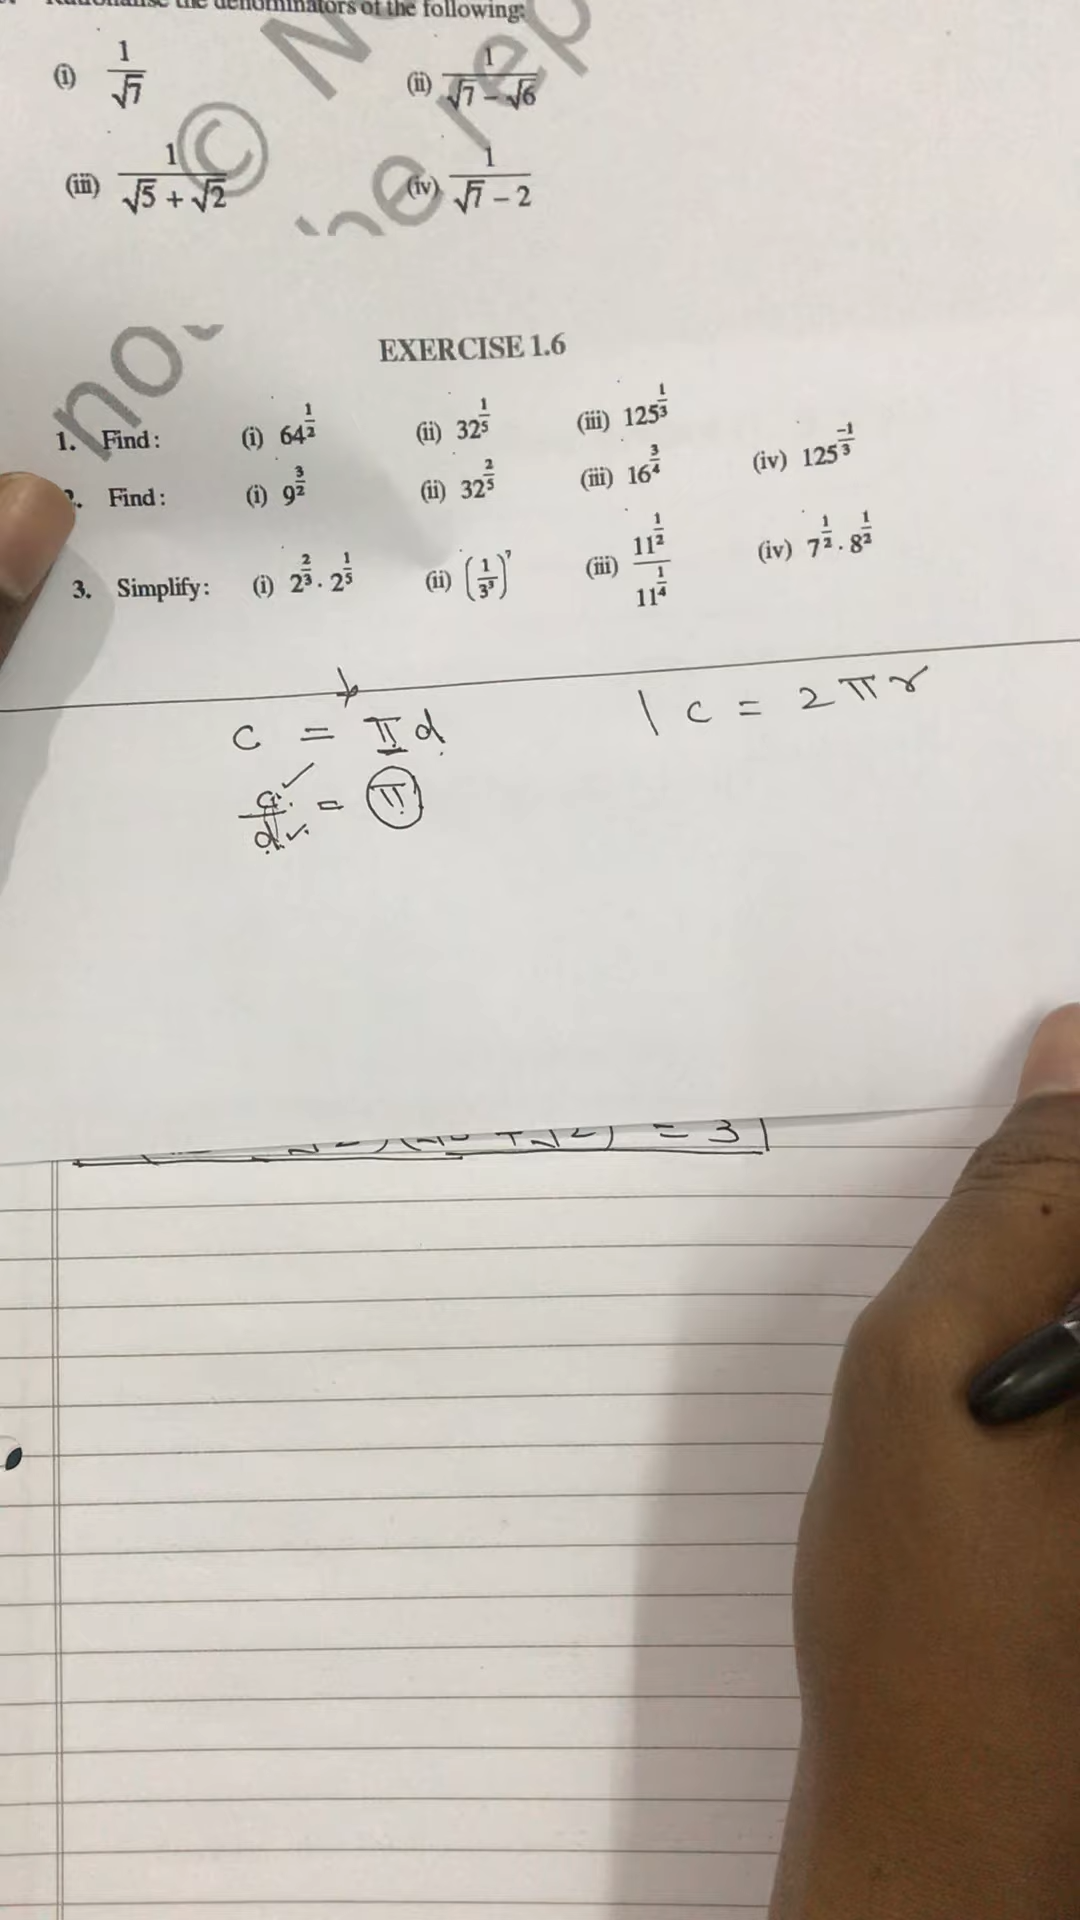 Rationalise the denominators of the following:
(i) 1/√7 (ii) 1/(√7 − √6)
(iii) 1/(√5 + √2) (iv) 1/(√7 − 2)
©
EXERCISE 1.6
1. Find: (i) 64^(1/2) (ii) 32^(1/5) (iii) 125^(1/3)
2. Find: (i) 9^(3/2) (ii) 32^(2/5) (iii) 16^(3/4) (iv) 125^(-1/3)
3. Simplify: (i) 2^(2/3) . 2^(1/5) (ii) (1/3^3)^7 (iii) 11^(1/2)/11^(1/4) (iv) 7^(1/2) . 8^(1/2)
c = π d | c = 2 π r
c/d = π
+ √2) = 3